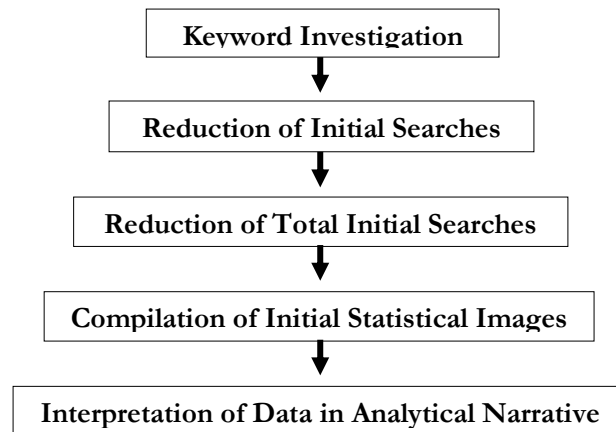 Keyword Investigation
Reduction of Initial Searches
Reduction of Total Initial Searches
Compilation of Initial Statistical Images
Interpretation of Data in Analytical Narrative